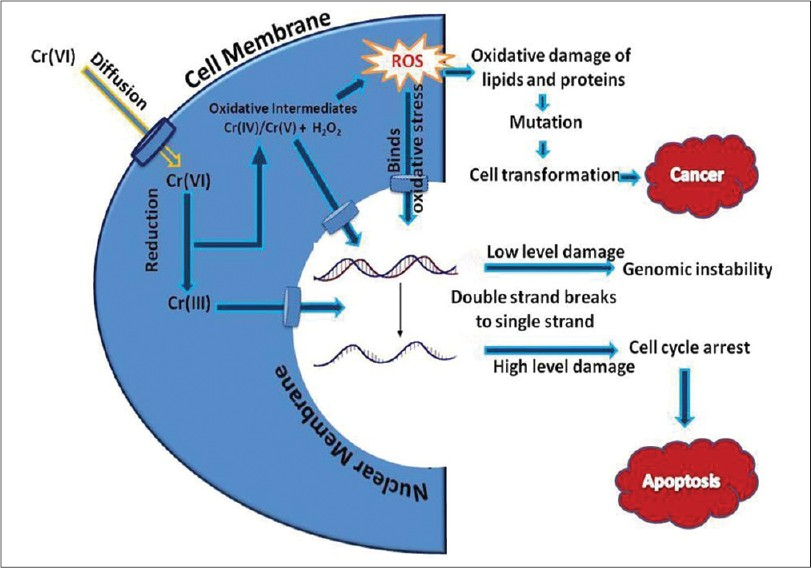 Cr(VI)
Diffusion
Cell Membrane
ROS
Oxidative damage of
lipids and proteins
Oxidative Intermediates
Cr(IV)/Cr(V) + H₂O₂
Mutation
Binds
oxidative stress
Cell transformation
Cancer
Cr(VI)
Reduction
Cr(III)
Low level damage
Genomic instability
Double strand breaks
to single strand
Cell cycle arrest
High level damage
Nuclear Membrane
Apoptosis